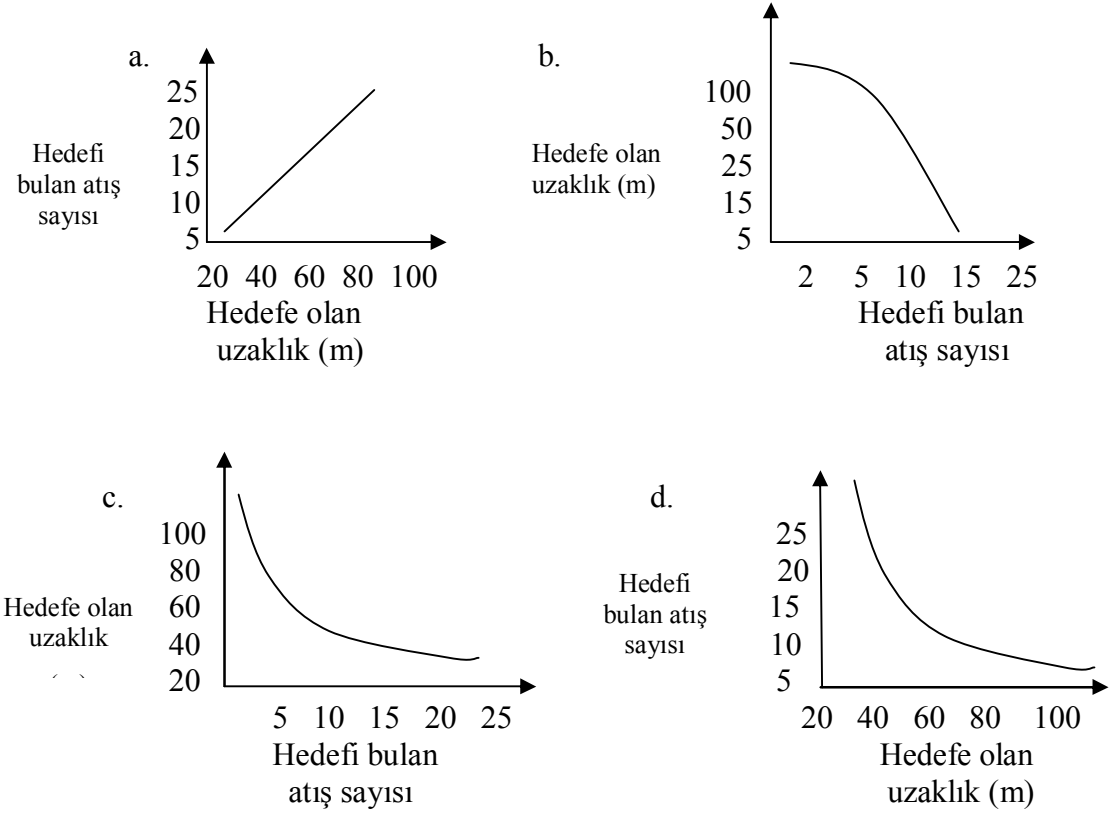 a.
25
20
15
10
5
Hedefi
bulan atış
sayısı
20 40 60 80 100
Hedefe olan
uzaklık (m)
b.
100
50
25
15
5
Hedefe olan
uzaklık (m)
2 5 10 15 25
Hedefi bulan
atış sayısı
c.
100
80
60
40
20
Hedefe olan
uzaklık
5 10 15 20 25
Hedefi bulan
atış sayısı
d.
25
20
15
10
5
Hedefi
bulan atış
sayısı
20 40 60 80 100
Hedefe olan
uzaklık (m)